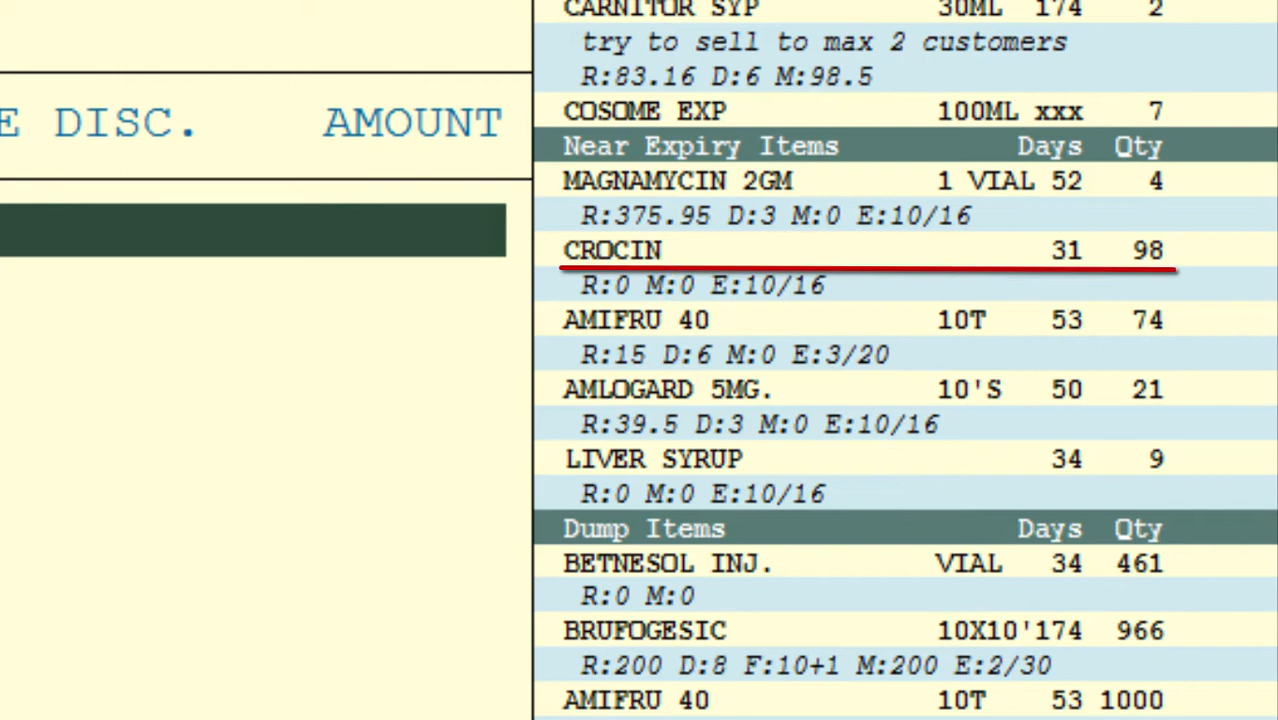 E DISC. AMOUNT
CARNITOR SYP 30ML 174 2
try to sell to max 2 customers
R:83.16 D:6 M:98.5
COSOME EXP 100ML xxx 7
Near Expiry Items Days Qty
MAGNAMYCIN 2GM 1 VIAL 52 4
R:375.95 D:3 M:0 E:10/16
CROCIN 31 98
R:0 M:0 E:10/16
AMIFRU 40 10T 53 74
R:15 D:6 M:0 E:3/20
AMLOGARD 5MG. 10'S 50 21
R:39.5 D:3 M:0 E:10/16
LIVER SYRUP 34 9
R:0 M:0 E:10/16
Dump Items Days Qty
BETNESOL INJ. VIAL 34 461
R:0 M:0
BRUFOGESIC 10X10'174 966
R:200 D:8 F:10+1 M:200 E:2/30
AMIFRU 40 10T 53 1000